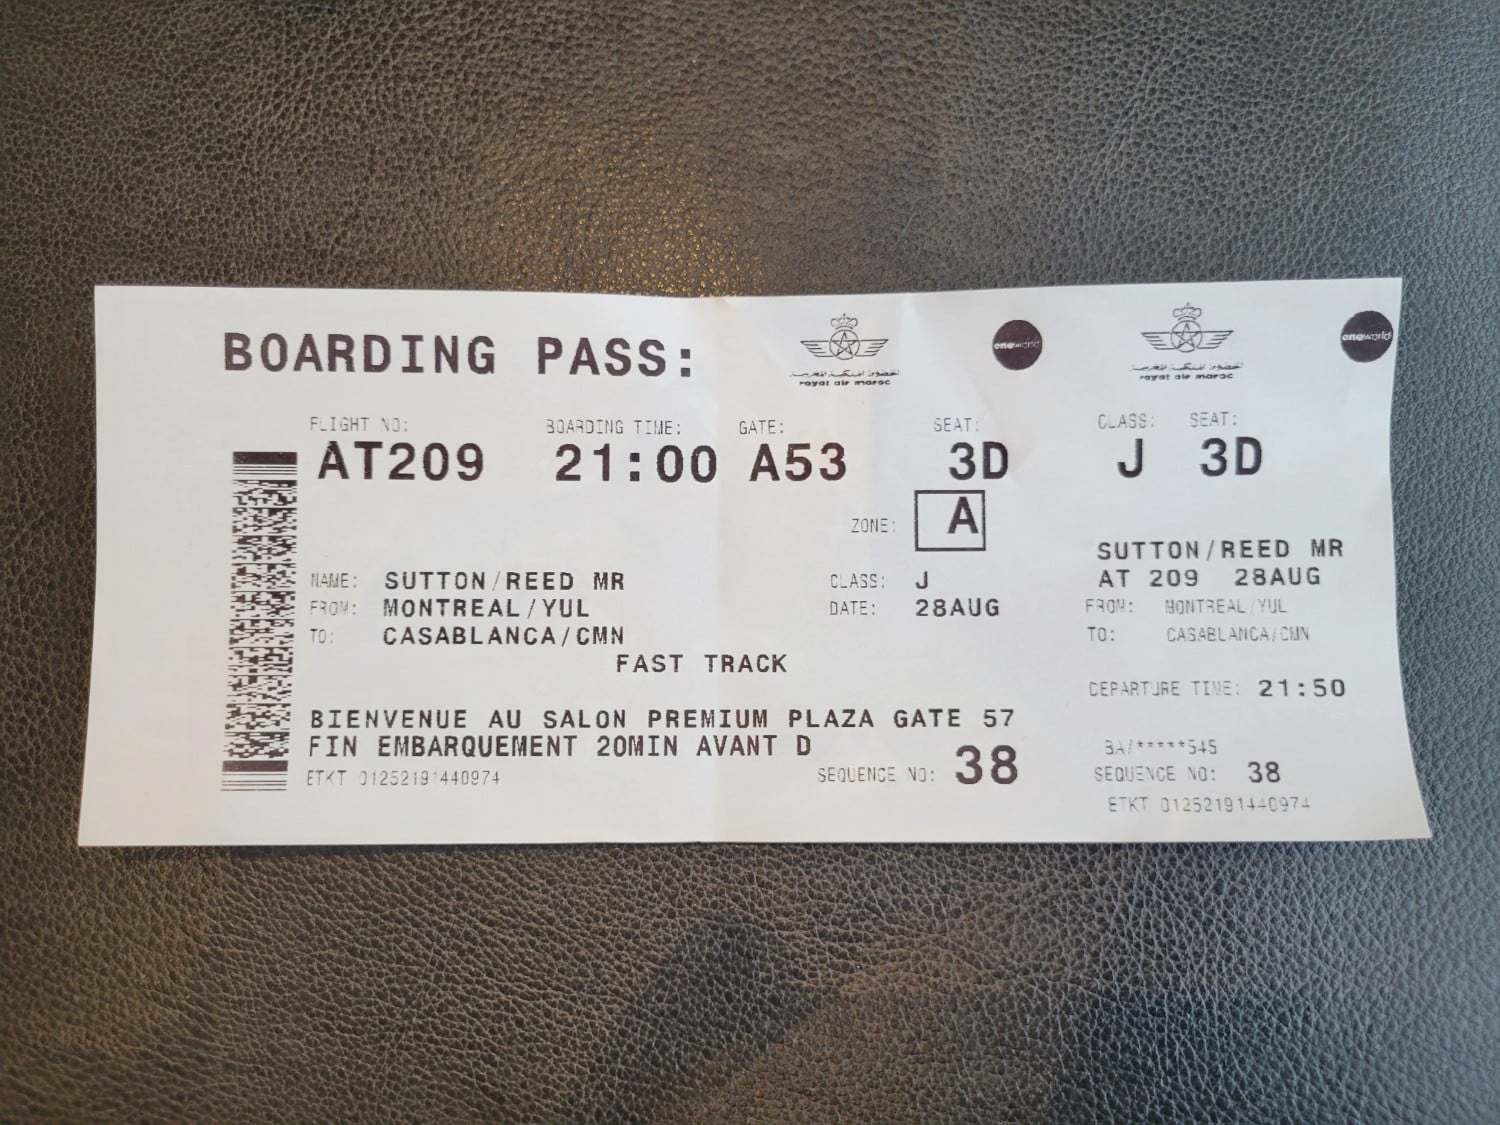 BOARDING PASS:
royal air maroc
oneworld
FLIGHT NO: BOARDING TIME: GATE: SEAT:
AT209 21:00 A53 3D
ZONE: A
NAME: SUTTON/REED MR CLASS: J
FROM: MONTREAL/YUL DATE: 28AUG
TO: CASABLANCA/CMN
FAST TRACK
BIENVENUE AU SALON PREMIUM PLAZA GATE 57
FIN EMBARQUEMENT 20MIN AVANT D
ETKT 01252191440974 SEQUENCE NO: 38
royal air maroc
oneworld
CLASS: SEAT:
J 3D
SUTTON/REED MR
AT 209 28AUG
FROM: MONTREAL/YUL
TO: CASABLANCA/CMN
DEPARTURE TIME: 21:50
BA/*****545
SEQUENCE NO: 38
ETKT 01252191440974